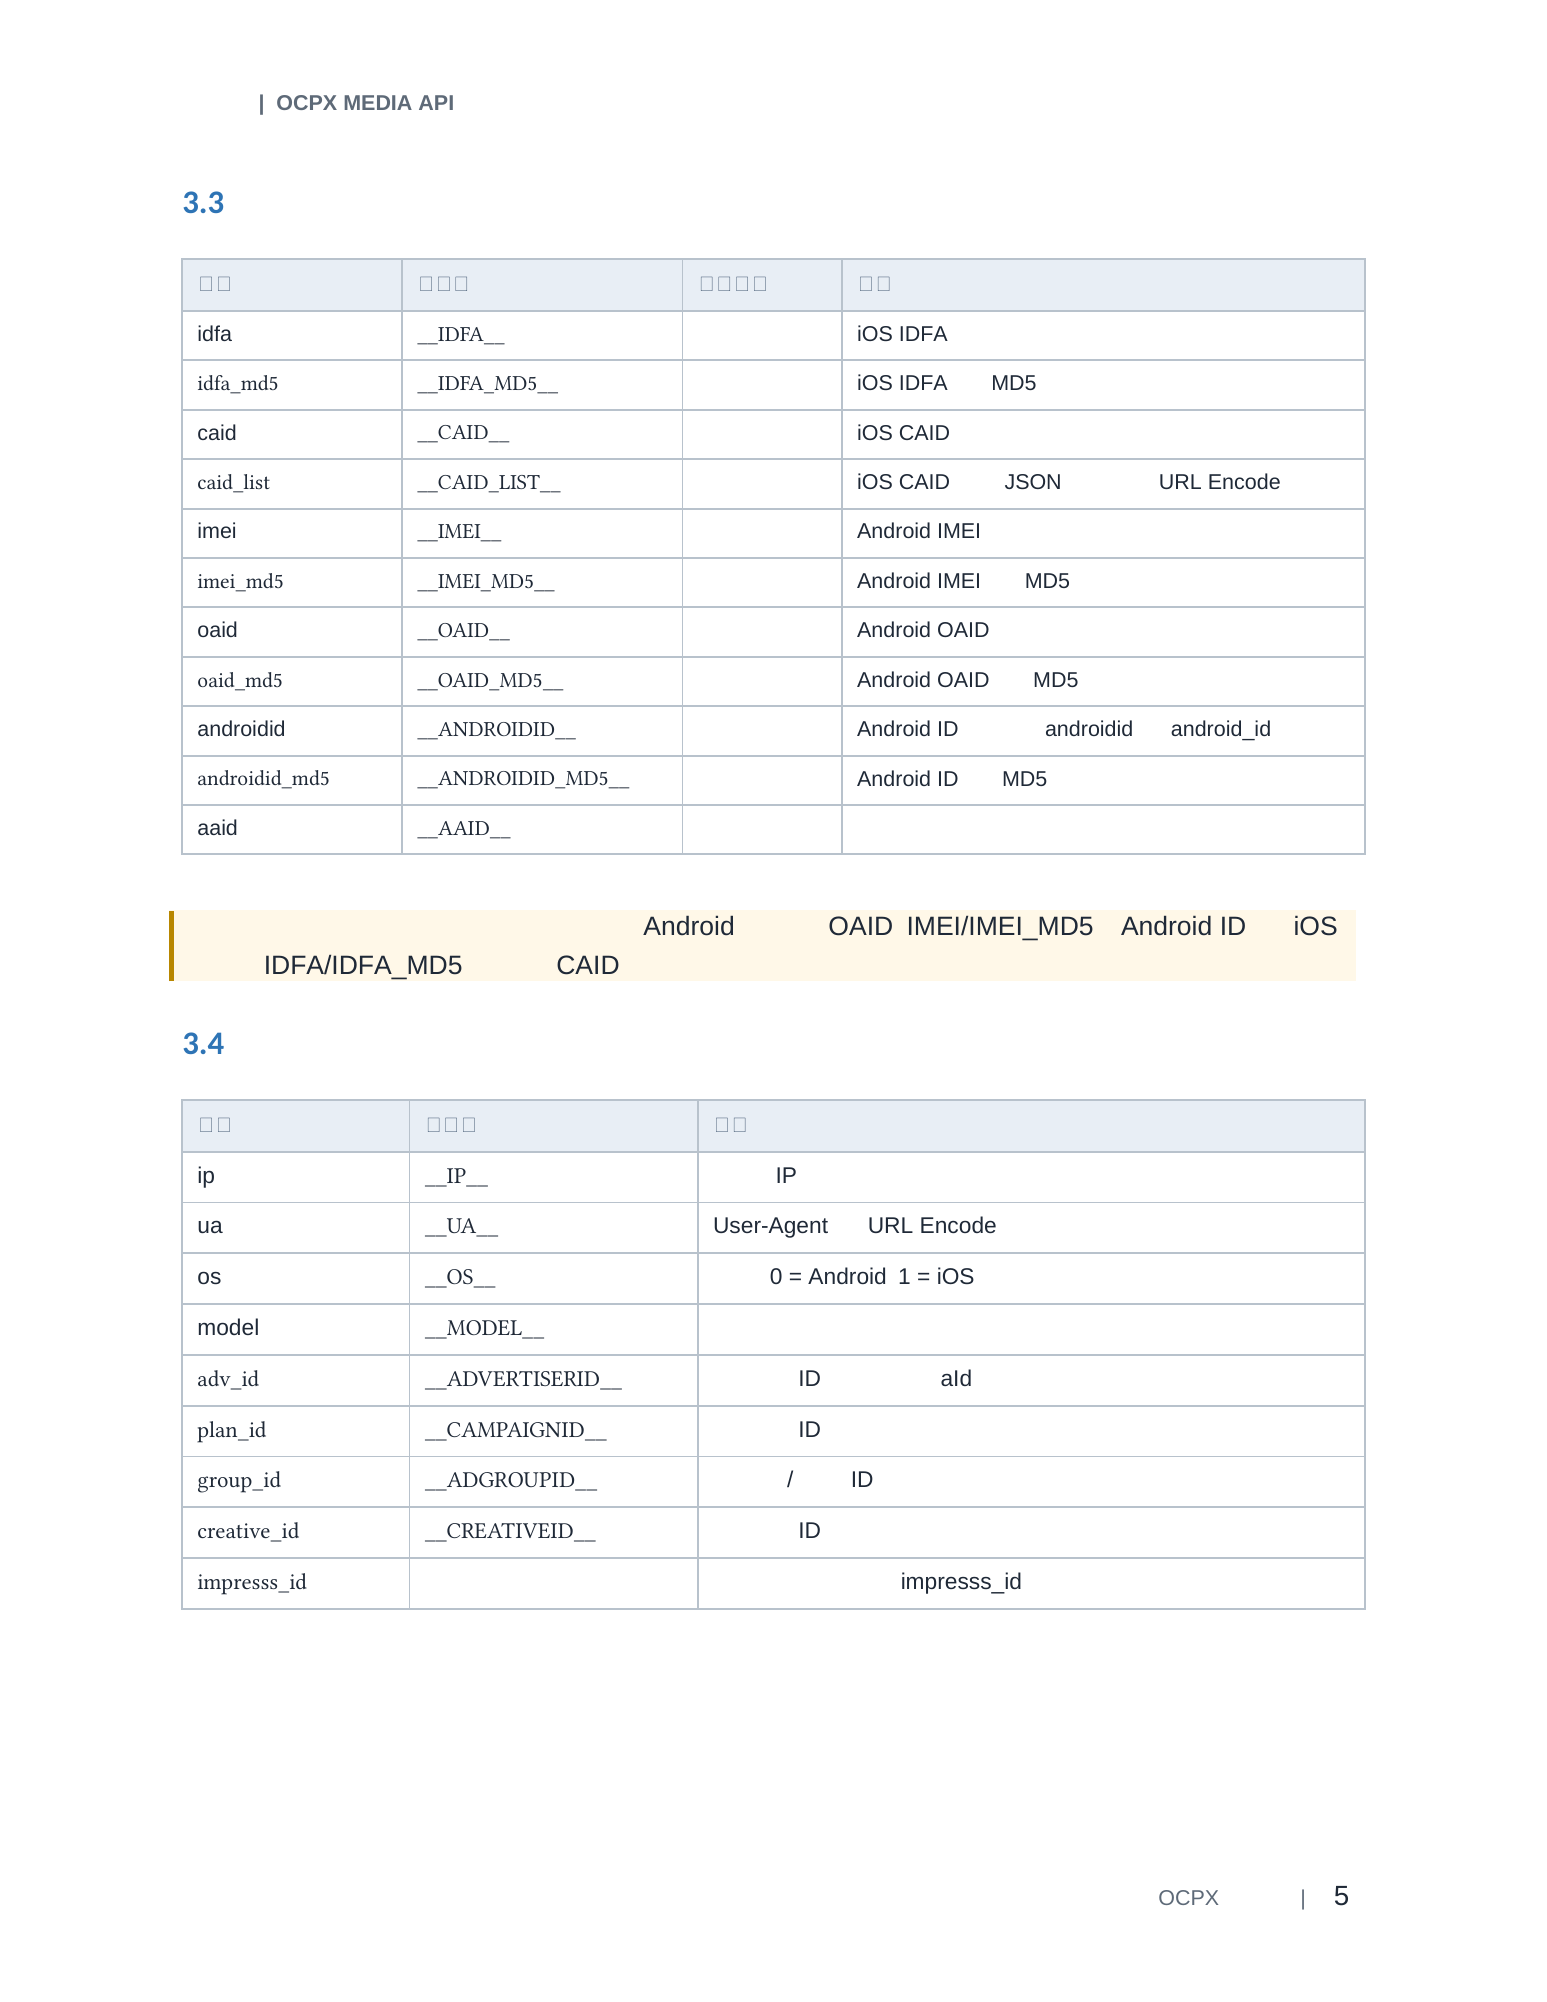 | OCPX MEDIA API
3.3
idfa __IDFA__ iOS IDFA
idfa_md5 __IDFA_MD5__ iOS IDFA MD5
caid __CAID__ iOS CAID
caid_list __CAID_LIST__ iOS CAID JSON URL Encode
imei __IMEI__ Android IMEI
imei_md5 __IMEI_MD5__ Android IMEI MD5
oaid __OAID__ Android OAID
oaid_md5 __OAID_MD5__ Android OAID MD5
androidid __ANDROIDID__ Android ID androidid android_id
androidid_md5 __ANDROIDID_MD5__ Android ID MD5
aaid __AAID__
Android OAID IMEI/IMEI_MD5 Android ID iOS
IDFA/IDFA_MD5 CAID
3.4
ip __IP__ IP
ua __UA__ User-Agent URL Encode
os __OS__ 0 = Android 1 = iOS
model __MODEL__
adv_id __ADVERTISERID__ ID aId
plan_id __CAMPAIGNID__ ID
group_id __ADGROUPID__ / ID
creative_id __CREATIVEID__ ID
impresss_id impresss_id
OCPX | 5